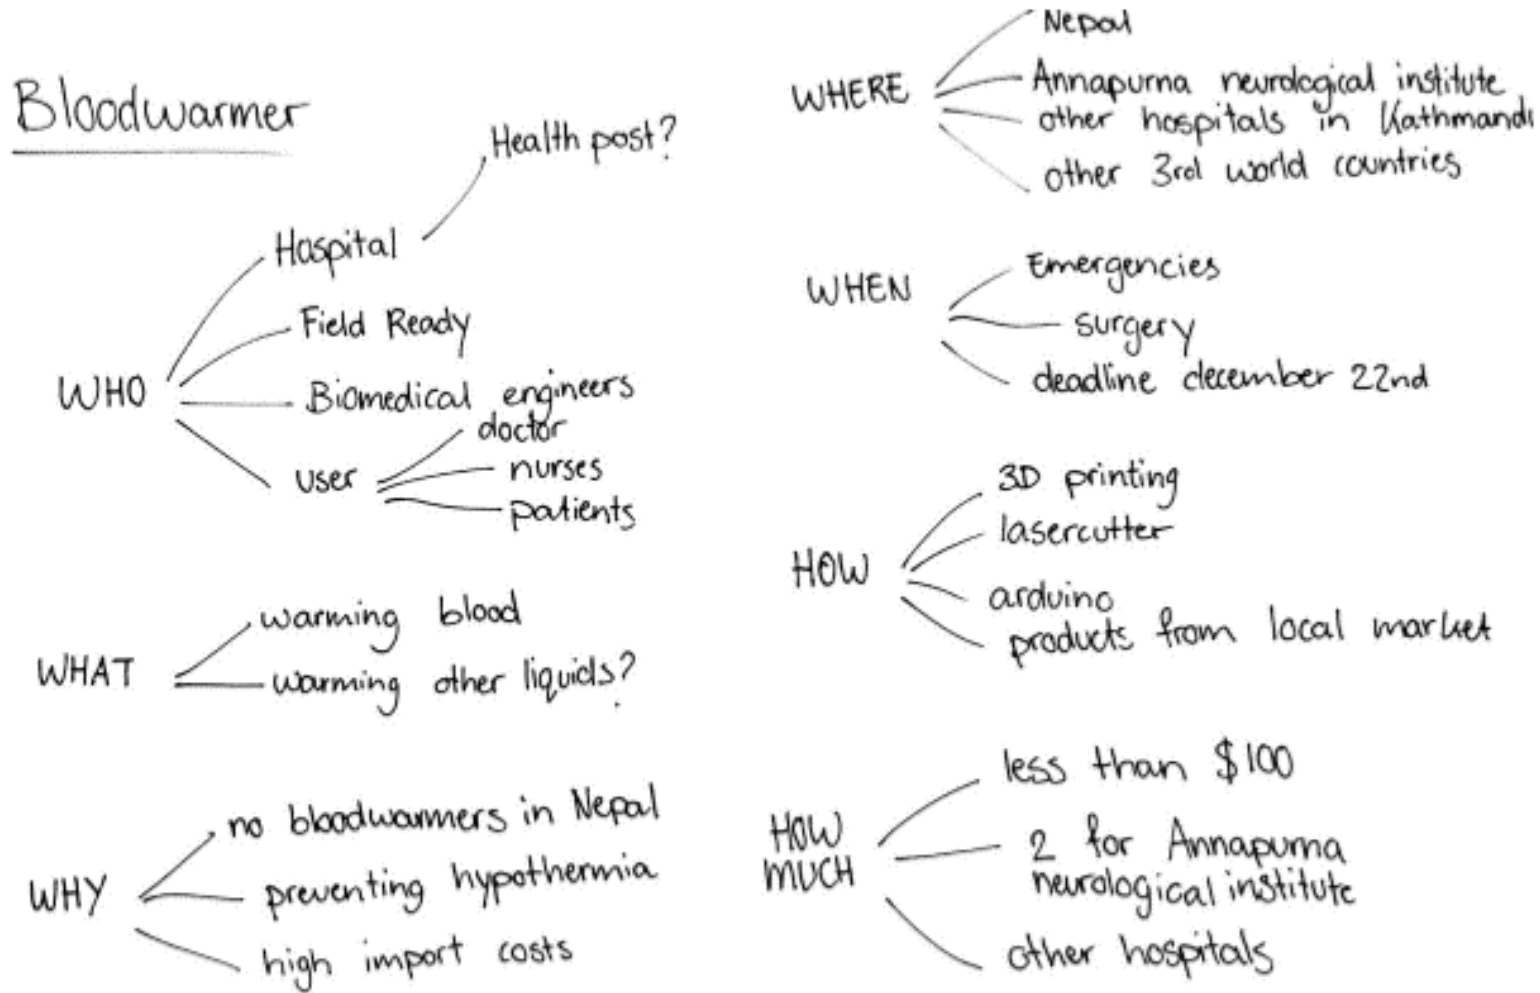 Bloodwarmer
WHO
Hospital
Health post?
Field Ready
Biomedical engineers
user
doctor
nurses
patients
WHAT
warming blood
warming other liquids?
WHY
no bloodwarmers in Nepal
preventing hypothermia
high import costs
WHERE
Nepal
Annapurna neurological institute
other hospitals in Kathmandu
other 3rd world countries
WHEN
Emergencies
surgery
deadline december 22nd
HOW
3D printing
lasercutter
arduino
products from local market
HOW
MUCH
less than $100
2 for Annapurna
neurological institute
other hospitals